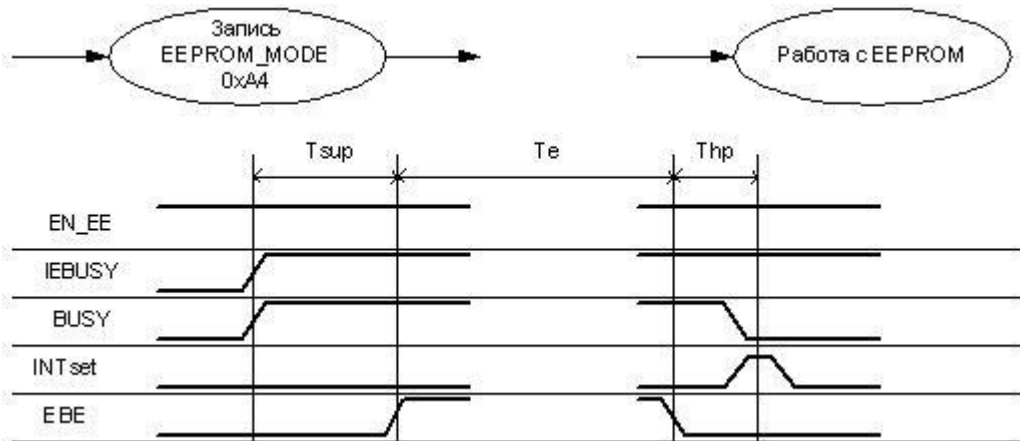 Запись
EEPROM_MODE
0xA4
Работа с EEPROM
Tsup
Te
Thp
EN_EE
IEBUSY
BUSY
INTset
EBE